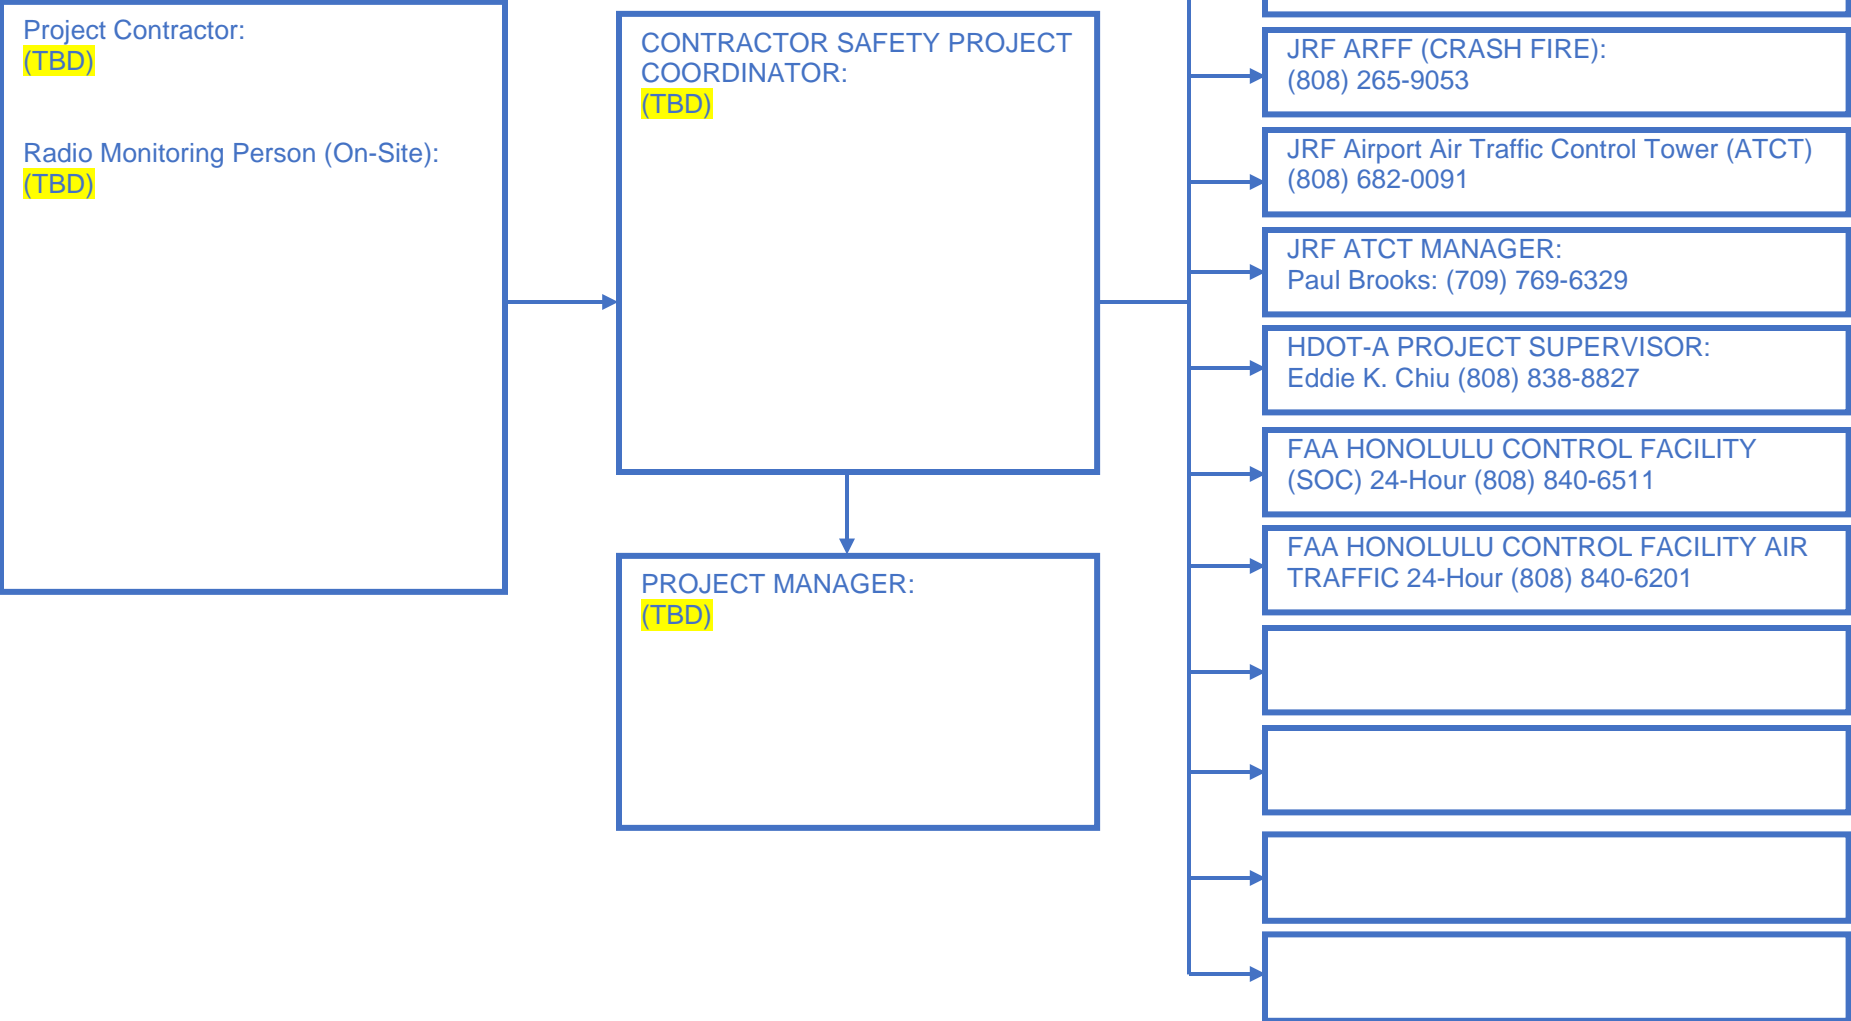 Project Contractor:
(TBD)
Radio Monitoring Person (On-Site):
(TBD)
CONTRACTOR SAFETY PROJECT
COORDINATOR:
(TBD)
PROJECT MANAGER:
(TBD)
JRF ARFF (CRASH FIRE):
(808) 265-9053
JRF Airport Air Traffic Control Tower (ATCT)
(808) 682-0091
JRF ATCT MANAGER:
Paul Brooks: (709) 769-6329
HDOT-A PROJECT SUPERVISOR:
Eddie K. Chiu (808) 838-8827
FAA HONOLULU CONTROL FACILITY
(SOC) 24-Hour (808) 840-6511
FAA HONOLULU CONTROL FACILITY AIR
TRAFFIC 24-Hour (808) 840-6201